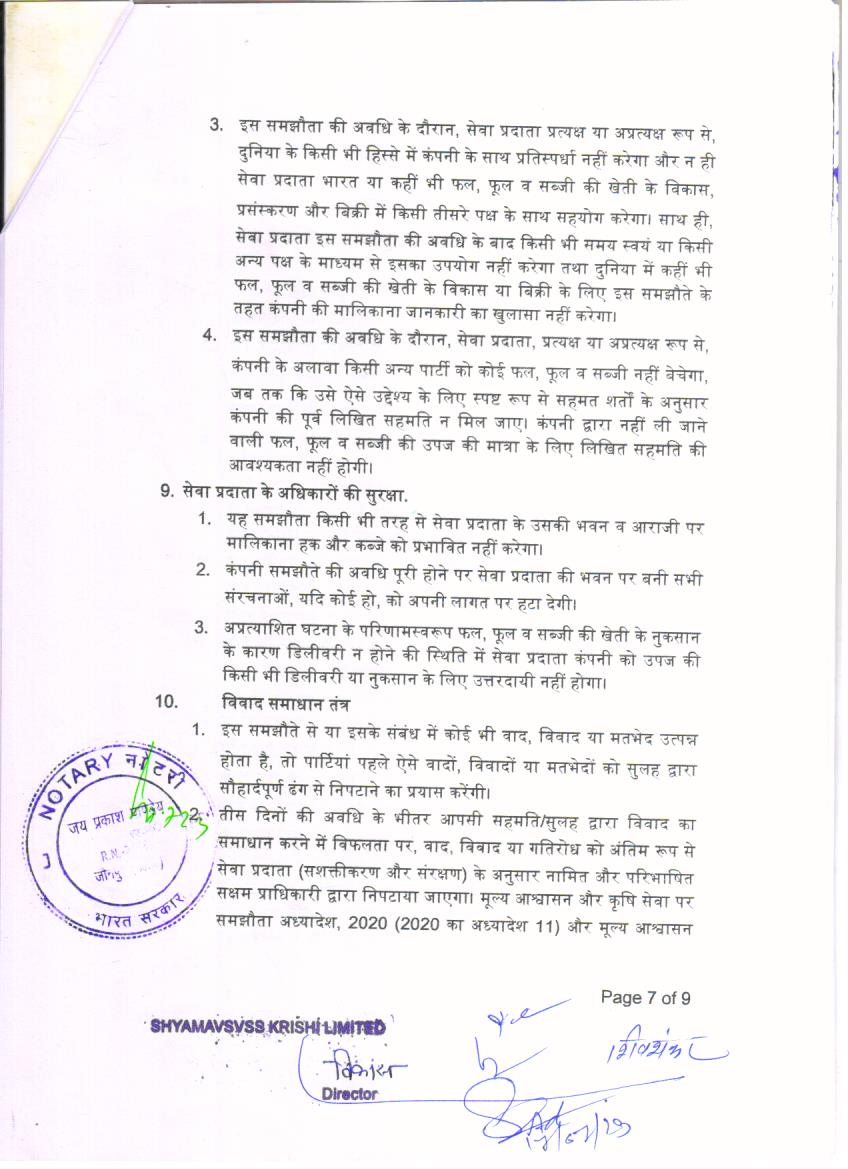 3. इस समझौता की अवधि के दौरान, सेवा प्रदाता प्रत्यक्ष या अप्रत्यक्ष रूप से,
दुनिया के किसी भी हिस्से में कंपनी के साथ प्रतिस्पर्धा नहीं करेगा और न ही
सेवा प्रदाता भारत या कहीं भी फल, फूल व सब्जी की खेती के विकास,
प्रसंस्करण और बिक्री में किसी तीसरे पक्ष के साथ सहयोग करेगा। साथ ही,
सेवा प्रदाता इस समझौता की अवधि के बाद किसी भी समय स्वयं या किसी
अन्य पक्ष के माध्यम से इसका उपयोग नहीं करेगा तथा दुनिया में कहीं भी
फल, फूल व सब्जी की खेती के विकास या बिक्री के लिए इस समझौते के
तहत कंपनी की मालिकाना जानकारी का खुलासा नहीं करेगा।
4. इस समझौता की अवधि के दौरान, सेवा प्रदाता, प्रत्यक्ष या अप्रत्यक्ष रूप से,
कंपनी के अलावा किसी अन्य पार्टी को कोई फल, फूल व सब्जी नहीं बेचेगा,
जब तक कि उसे ऐसे उद्देश्य के लिए स्पष्ट रूप से सहमत शर्तों के अनुसार
कंपनी की पूर्व लिखित सहमति न मिल जाए। कंपनी द्वारा नहीं ली जाने
वाली फल, फूल व सब्जी की उपज की मात्रा के लिए लिखित सहमति की
आवश्यकता नहीं होगी।
9. सेवा प्रदाता के अधिकारों की सुरक्षा.
1. यह समझौता किसी भी तरह से सेवा प्रदाता के उसकी भवन व आराजी पर
मालिकाना हक और कब्जे को प्रभावित नहीं करेगा।
2. कंपनी समझौते की अवधि पूरी होने पर सेवा प्रदाता की भवन पर बनी सभी
संरचनाओं, यदि कोई हो, को अपनी लागत पर हटा देगी।
3. अप्रत्याशित घटना के परिणामस्वरूप फल, फूल व सब्जी की खेती के नुकसान
के कारण डिलीवरी न होने की स्थिति में सेवा प्रदाता कंपनी को उपज की
किसी भी डिलीवरी या नुकसान के लिए उत्तरदायी नहीं होगा।
10. विवाद समाधान तंत्र
1. इस समझौते से या इसके संबंध में कोई भी वाद, विवाद या मतभेद उत्पन्न
होता है, तो पार्टियां पहले ऐसे वादों, विवादों या मतभेदों को सुलह द्वारा
सौहार्दपूर्ण ढंग से निपटाने का प्रयास करेंगी।
2. तीस दिनों की अवधि के भीतर आपसी सहमति/सुलह द्वारा विवाद का
समाधान करने में विफलता पर, वाद, विवाद या गतिरोध को अंतिम रूप से
सेवा प्रदाता (सशक्तीकरण और संरक्षण) के अनुसार नामित और परिभाषित
सक्षम प्राधिकारी द्वारा निपटाया जाएगा। मूल्य आश्वासन और कृषि सेवा पर
समझौता अध्यादेश, 2020 (2020 का अध्यादेश 11) और मूल्य आश्वासन
NOTARY नोटरी
जय प्रकाश
भारत सरकार
Page 7 of 9
SHYAMAVSVSS KRISHI LIMITED
विकास
Director